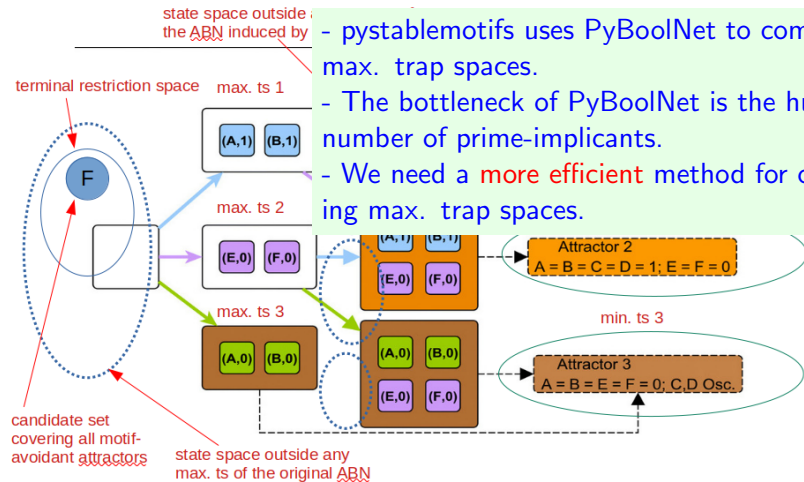 state space outside
the ABN induced by
- pystablemotifs uses PyBoolNet to com
max. trap spaces.
- The bottleneck of PyBoolNet is the
number of prime-implicants.
- We need a more efficient method for
ing max. trap spaces.
terminal restriction space
F
max. ts 1
(A,1) (B,1)
max. ts 2
(E,0) (F,0)
max. ts 3
(A,0) (B,0)
(A,1) (B,1)
(E,0) (F,0)
(A,0) (B,0)
(E,0) (F,0)
Attractor 2
A = B = C = D = 1; E = F = 0
min. ts 3
Attractor 3
A = B = E = F = 0; C,D Osc.
candidate set
covering all motif-
avoidant attractors
state space outside any
max. ts of the original ABN